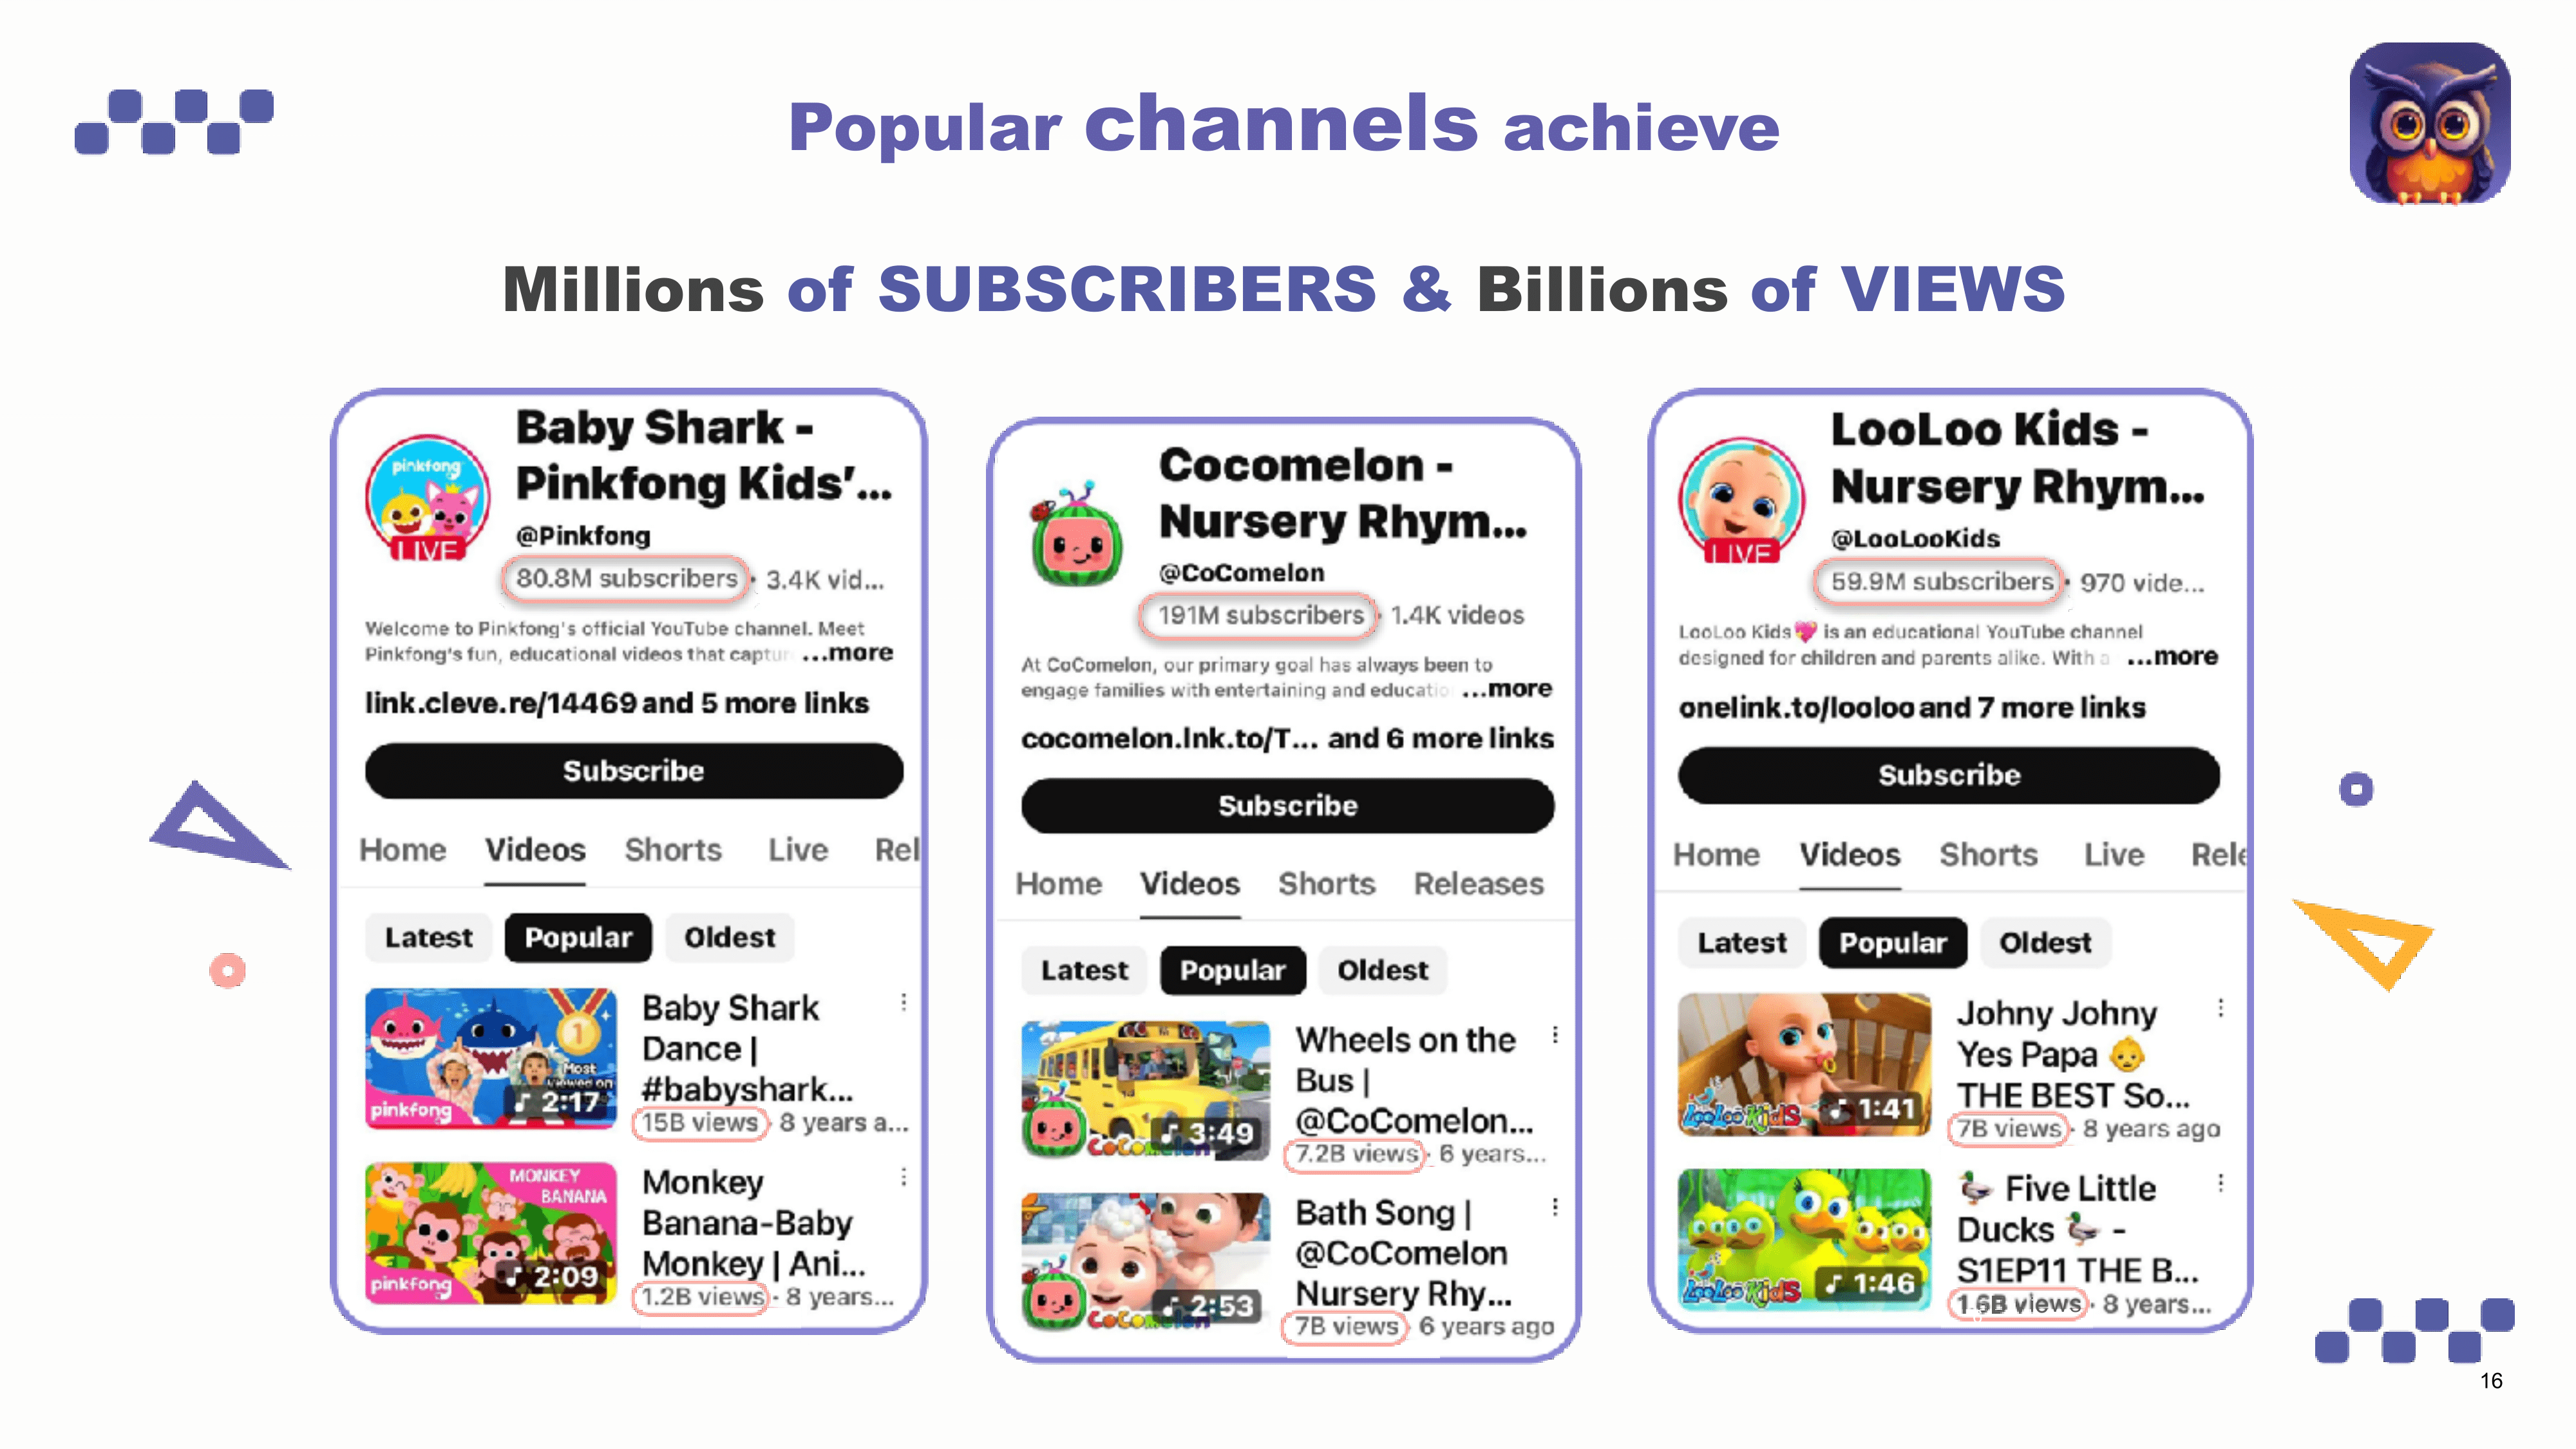 Popular channels achieve
Millions of SUBSCRIBERS & Billions of VIEWS
pinkfong
LIVE
Baby Shark -
Pinkfong Kids'...
@Pinkfong
80.8M subscribers · 3.4K vid...
Welcome to Pinkfong's official YouTube channel. Meet
Pinkfong's fun, educational videos that captur ...more
link.cleve.re/14469 and 5 more links
Subscribe
Home Videos Shorts Live Rel
Latest Popular Oldest
Most
viewed on
pinkfong
2:17
Baby Shark
Dance |
#babyshark...
15B views · 8 years a...
MONKEY
BANANA
pinkfong
2:09
Monkey
Banana-Baby
Monkey | Ani...
1.2B views · 8 years...
Cocomelon -
Nursery Rhym...
@CoComelon
191M subscribers · 1.4K videos
At CoComelon, our primary goal has always been to
engage families with entertaining and educatio ...more
cocomelon.lnk.to/T... and 6 more links
Subscribe
Home Videos Shorts Releases
Latest Popular Oldest
CoComelon
3:49
Wheels on the
Bus |
@CoComelon...
7.2B views · 6 years...
CoComelon
2:53
Bath Song |
@CoComelon
Nursery Rhy...
7B views · 6 years ago
LIVE
LooLoo Kids -
Nursery Rhym...
@LooLooKids
59.9M subscribers · 970 vide...
LooLoo Kids💖 is an educational YouTube channel
designed for children and parents alike. With a ...more
onelink.to/looloo and 7 more links
Subscribe
Home Videos Shorts Live Rele
Latest Popular Oldest
LooLoo KidS
1:41
Johny Johny
Yes Papa 👶
THE BEST So...
7B views · 8 years ago
LooLoo KidS
1:46
🦆 Five Little
Ducks 🦆 -
S1EP11 THE B...
1.6B views · 8 years...
16